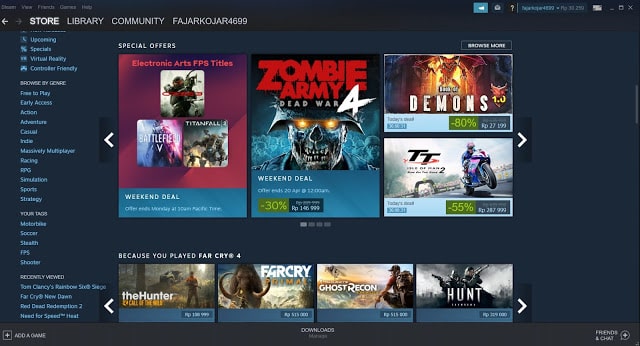 Steam View Friends Games Help
fajarkojar4699 Rp 30 250
STORE LIBRARY COMMUNITY FAJARKOJAR4699
Upcoming
Specials
Virtual Reality
Controller Friendly
BROWSE BY GENRE
Free to Play
Early Access
Action
Adventure
Casual
Indie
Massively Multiplayer
Racing
RPG
Simulation
Sports
Strategy
YOUR TAGS
Motorbike
Soccer
Stealth
FPS
Shooter
RECENTLY VIEWED
Tom Clancy's Rainbow Six® Siege
Far Cry® New Dawn
Red Dead Redemption 2
Need for Speed™ Heat
SPECIAL OFFERS
BROWSE MORE
Electronic Arts FPS Titles
BATTLEFIELD V
TITANFALL 2
WEEKEND DEAL
Offer ends Monday at 10am Pacific Time.
ZOMBIE
ARMY 4
DEAD WAR
WEEKEND DEAL
Offer ends 20 Apr @ 12:00am.
-30%
Rp 146 999
Book of
DEMONS 1.0
Today's deal!
-80%
Rp 27 199
TT
ISLE OF MAN
Today's deal!
-55%
Rp 287 999
BECAUSE YOU PLAYED FAR CRY® 4
theHunter
CALL OF THE WILD
Rp 108 999
FARCRY
PRIMAL
Rp 515 000
GHOST RECON
WILDLANDS
Rp 515 000
HUNT
SHOWDOWN
Rp 319 000
ADD A GAME
DOWNLOADS
Manage
FRIENDS
& CHAT